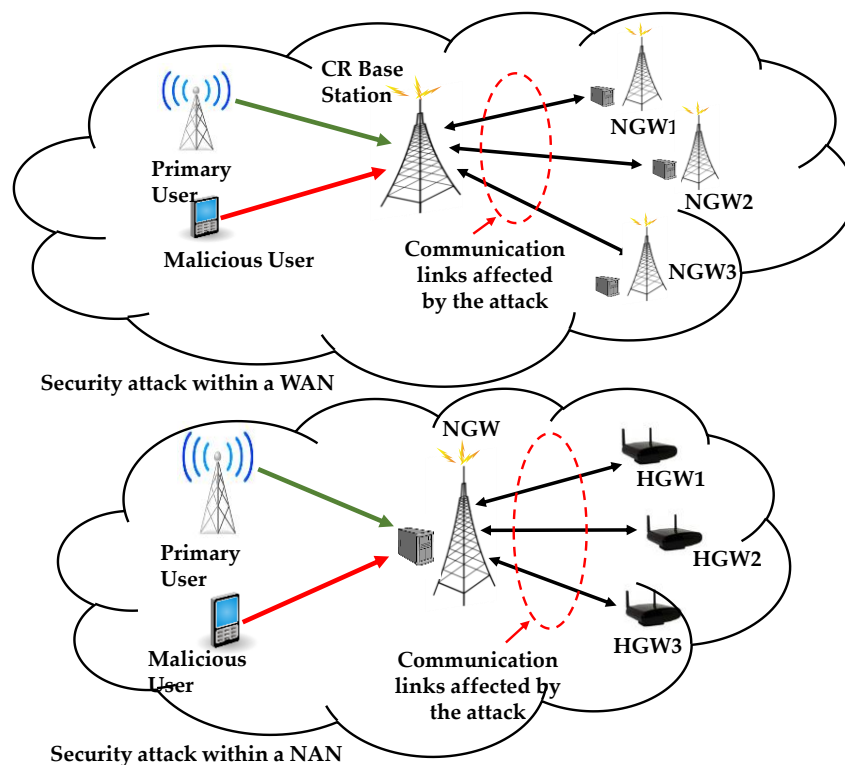 CR Base
Station
NGW1
Primary
User
NGW2
Malicious User
Communication
links affected
by the attack
NGW3
Security attack within a WAN
NGW
HGW1
Primary
User
HGW2
Malicious
User
Communication
links affected by
the attack
HGW3
Security attack within a NAN